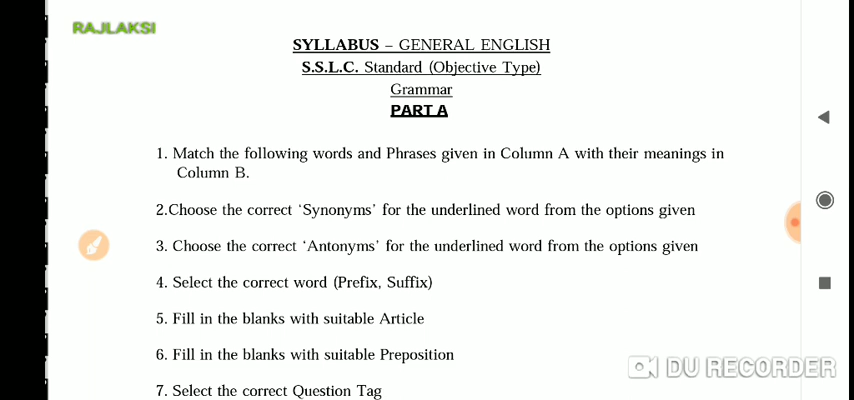 RAJLAKSI
SYLLABUS – GENERAL ENGLISH
S.S.L.C. Standard (Objective Type)
Grammar
PART A
1. Match the following words and Phrases given in Column A with their meanings in
Column B.
2.Choose the correct ‘Synonyms’ for the underlined word from the options given
3. Choose the correct ‘Antonyms’ for the underlined word from the options given
4. Select the correct word (Prefix, Suffix)
5. Fill in the blanks with suitable Article
6. Fill in the blanks with suitable Preposition
DU RECORDER
7. Select the correct Question Tag